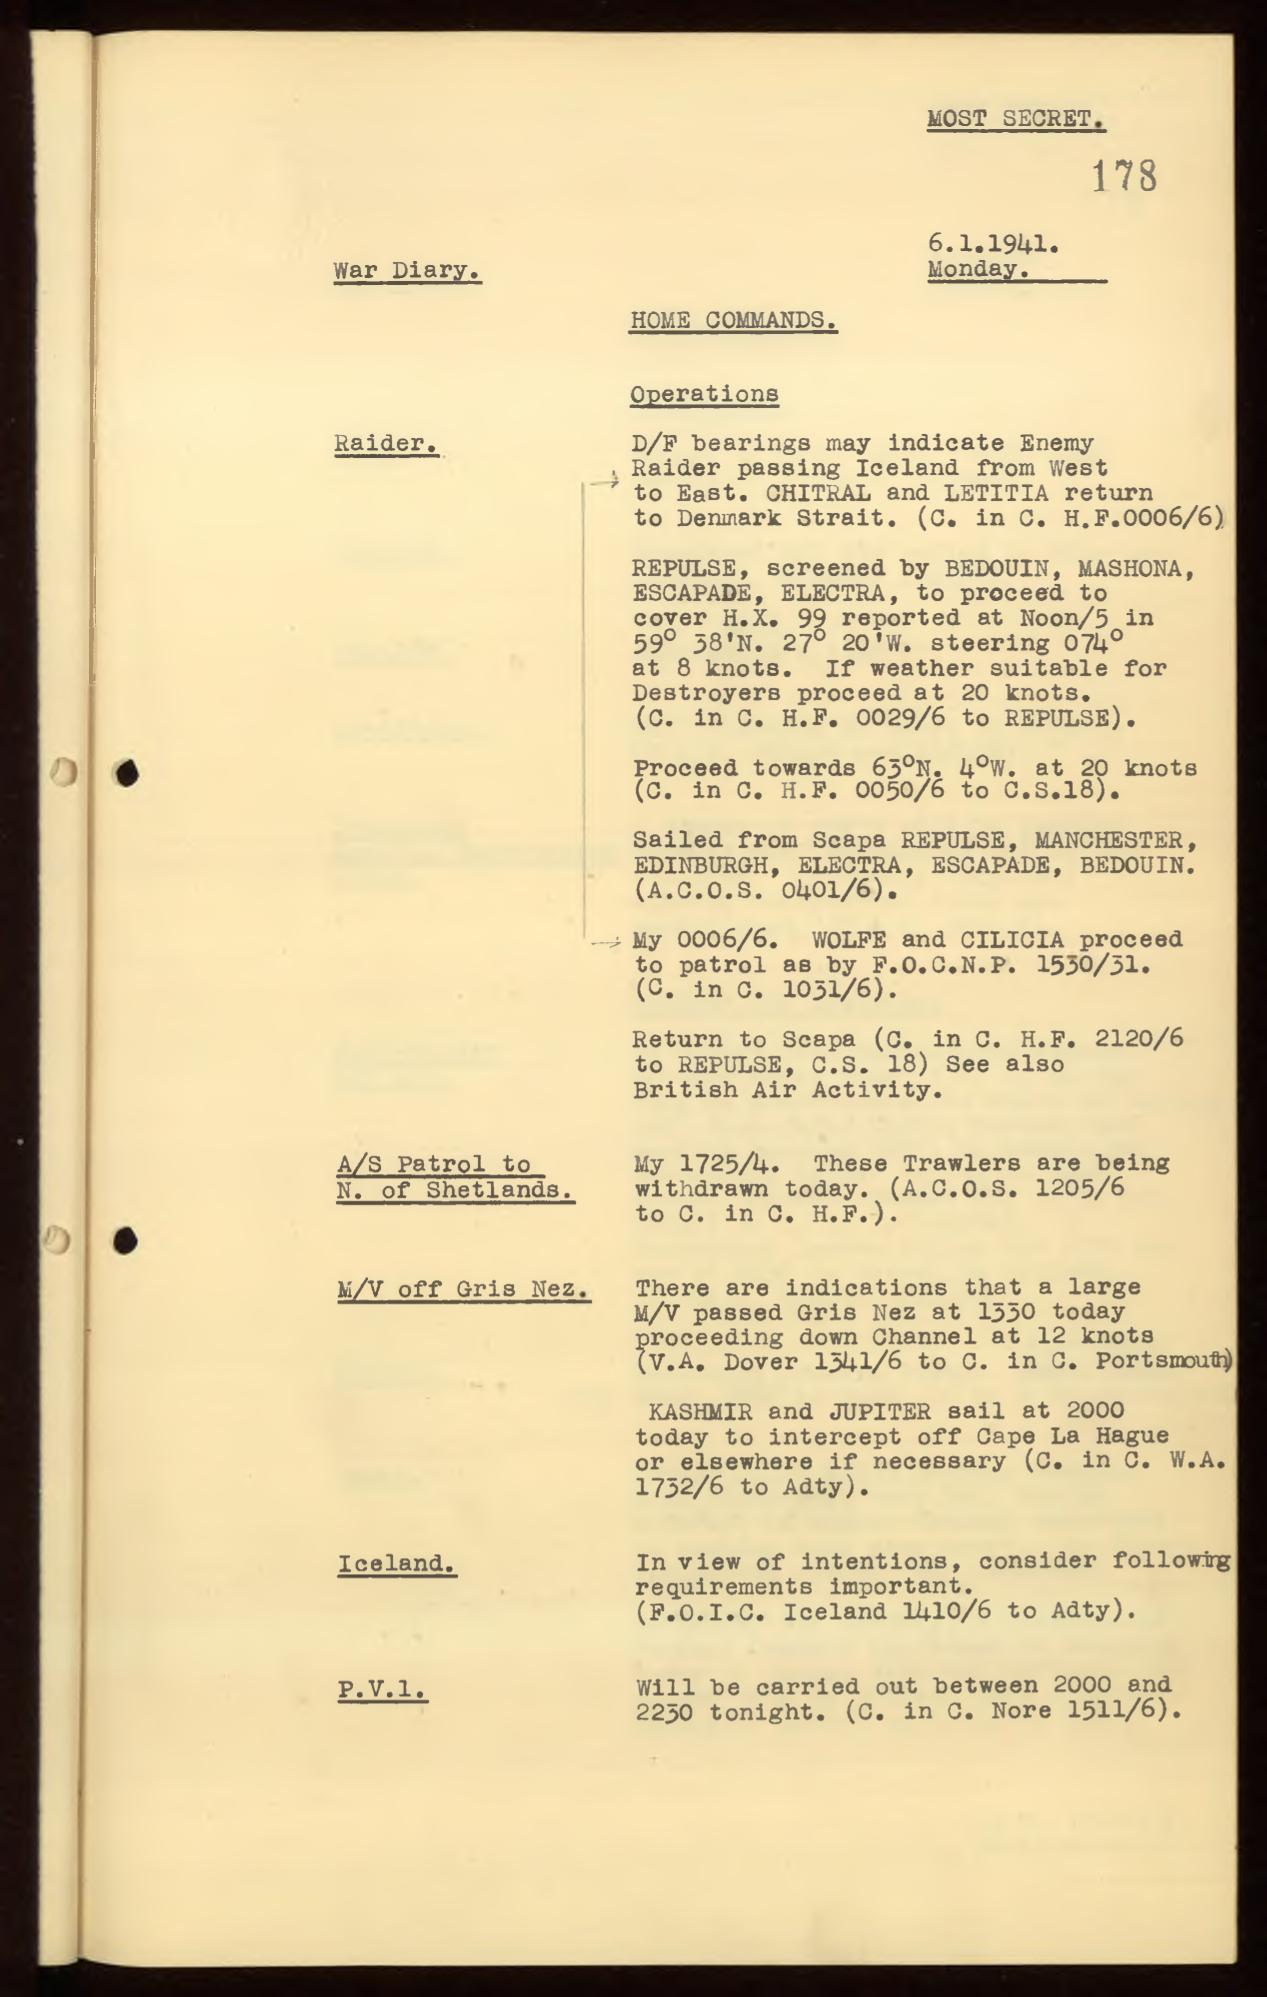 MOST SECRET.
178
6.1.1941.
War Diary.
Monday.
HOME COMMANDS.
Operations
Raider.
D/F bearings may indicate Enemy
Raider passing Iceland from West
to East. CHITRAL and LETITIA return
to Denmark Strait. (C. in C. H.F.0006/6)
REPULSE, screened by BEDOUIN, MASHONA,
ESCAPADE, ELECTRA, to proceed to
cover H.X. 99 reported at Noon/5 in
59° 38'N. 27° 20'W. steering 074°
at 8 knots. If weather suitable for
Destroyers proceed at 20 knots.
(C. in C. H.F. 0029/6 to REPULSE).
Proceed towards 63°N. 4°W. at 20 knots
(C. in C. H.F. 0050/6 to C.S.18).
Sailed from Scapa REPULSE, MANCHESTER,
EDINBURGH, ELECTRA, ESCAPADE, BEDOUIN.
(A.C.O.S. 0401/6).
My 0006/6. WOLFE and CILICIA proceed
to patrol as by F.O.C.N.P. 1530/31.
(C. in C. 1031/6).
Return to Scapa (C. in C. H.F. 2120/6
to REPULSE, C.S. 18) See also
British Air Activity.
A/S Patrol to
N. of Shetlands.
My 1725/4. These Trawlers are being
withdrawn today. (A.C.O.S. 1205/6
to C. in C. H.F.).
M/V off Gris Nez.
There are indications that a large
M/V passed Gris Nez at 1330 today
proceeding down Channel at 12 knots
(V.A. Dover 1341/6 to C. in C. Portsmouth)
KASHMIR and JUPITER sail at 2000
today to intercept off Cape La Hague
or elsewhere if necessary (C. in C. W.A.
1732/6 to Adty).
Iceland.
In view of intentions, consider following
requirements important.
(F.O.I.C. Iceland 1410/6 to Adty).
P.V.1.
Will be carried out between 2000 and
2230 tonight. (C. in C. Nore 1511/6).